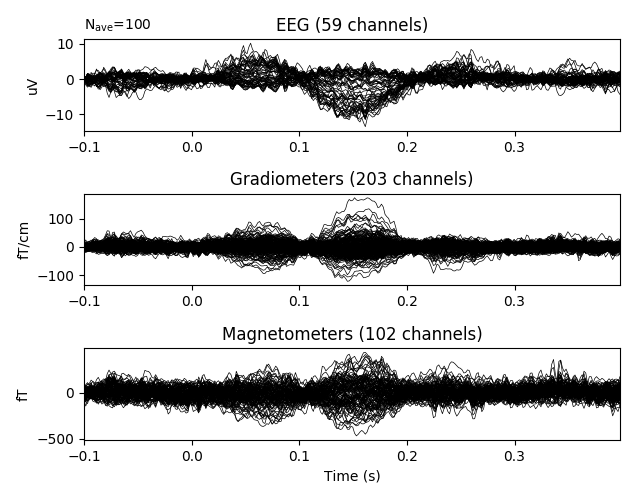 N_ave=100
EEG (59 channels)
10
0
−10
uV
−0.1 0.0 0.1 0.2 0.3
Gradiometers (203 channels)
100
0
−100
fT/cm
−0.1 0.0 0.1 0.2 0.3
Magnetometers (102 channels)
0
−500
fT
−0.1 0.0 0.1 0.2 0.3
Time (s)